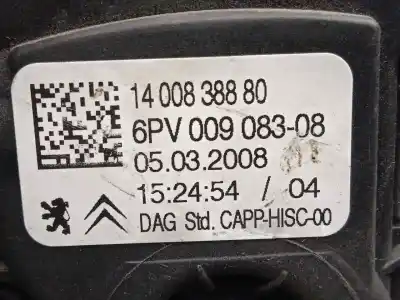 14 008 388 80
6PV 009 083-08
05.03.2008
15:24:54 / 04
DAG Std. CAPP-HISC-00